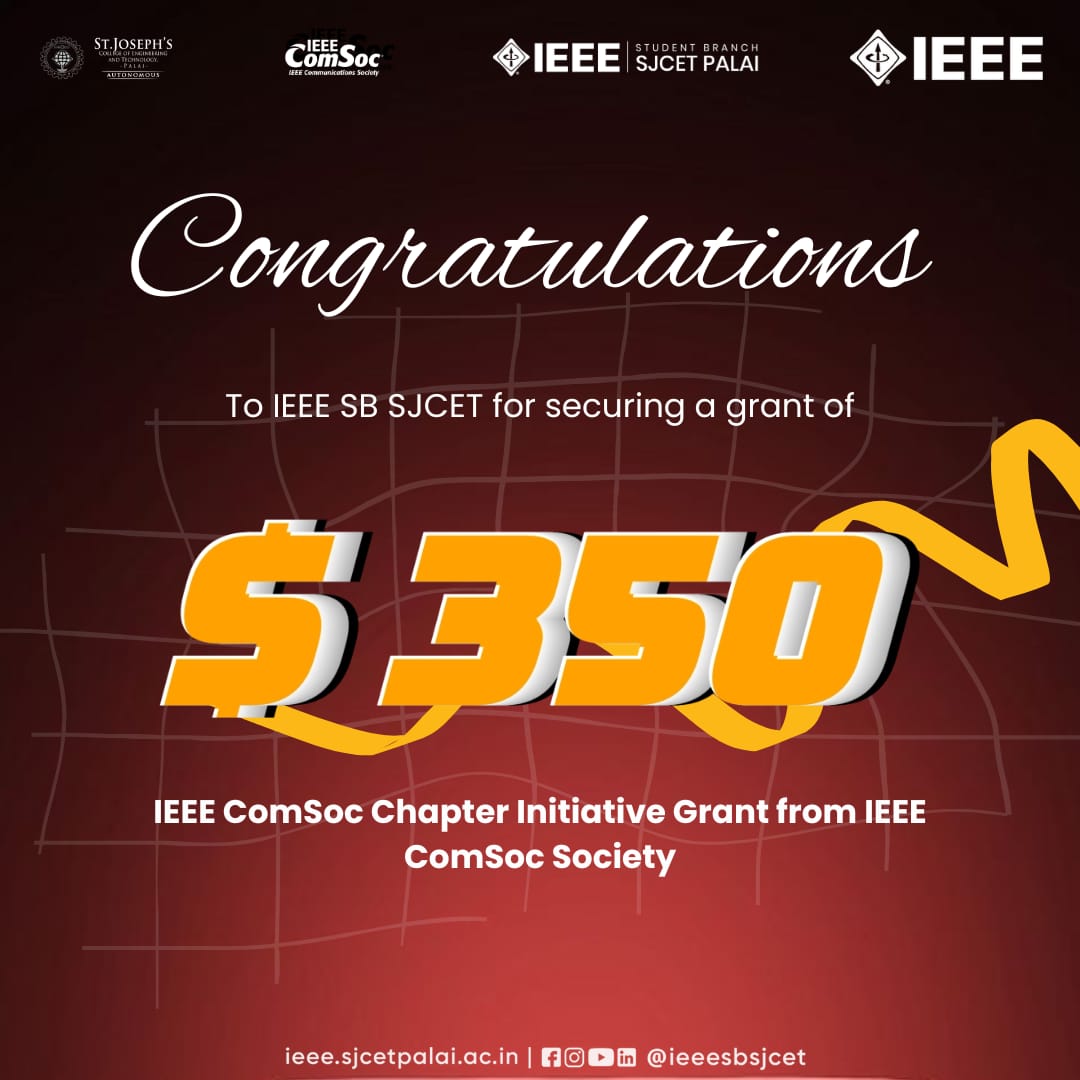 ST.JOSEPH'S
COLLEGE OF ENGINEERING
AND TECHNOLOGY,
- PALAI -
AUTONOMOUS
IEEE
ComSoc
IEEE Communications Society
IEEE
STUDENT BRANCH
SJCET PALAI
IEEE
Congratulations
To IEEE SB SJCET for securing a grant of
$ 350
IEEE ComSoc Chapter Initiative Grant from IEEE
ComSoc Society
ieee.sjcetpalai.ac.in | @ieeesbsjcet